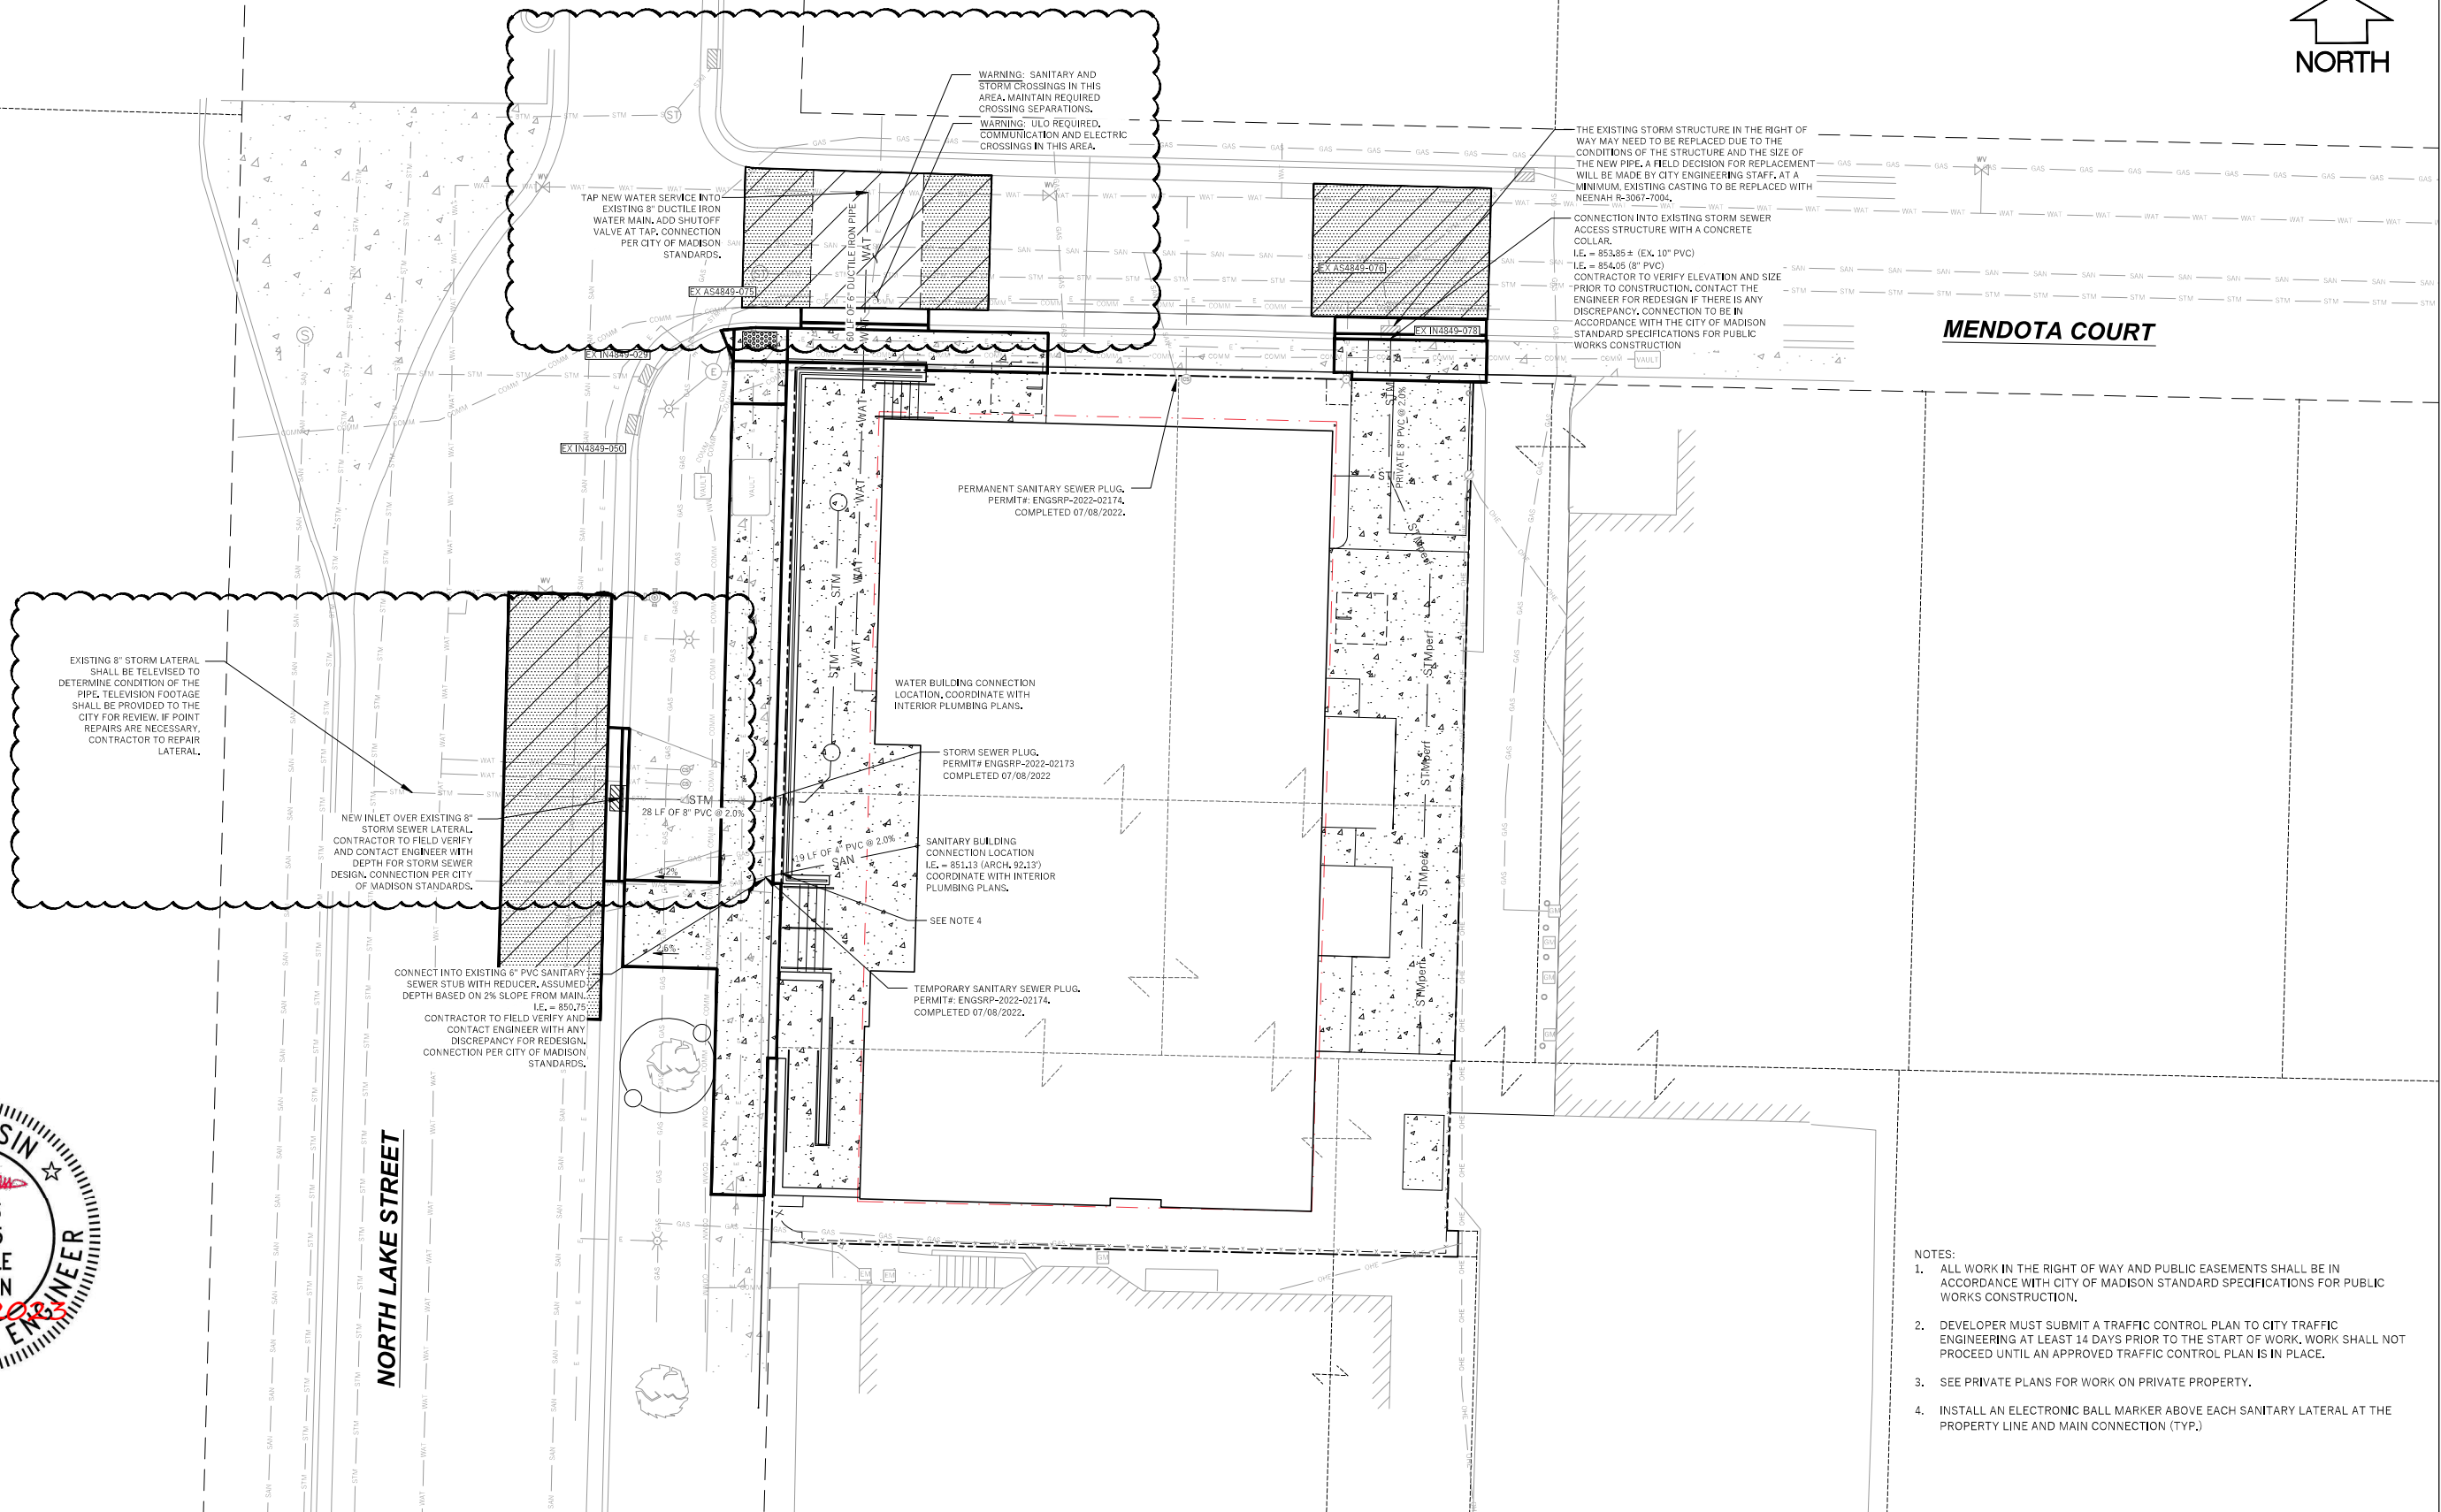 NORTH
WARNING: SANITARY AND
STORM CROSSINGS IN THIS
AREA. MAINTAIN REQUIRED
CROSSING SEPARATIONS.
WARNING: ULO REQUIRED.
COMMUNICATION AND ELECTRIC
CROSSINGS IN THIS AREA.
TAP NEW WATER SERVICE INTO
EXISTING 8" DUCTILE IRON
WATER MAIN. ADD SHUTOFF
VALVE AT TAP. CONNECTION
PER CITY OF MADISON
STANDARDS.
60 LF OF 6" DUCTILE IRON PIPE
THE EXISTING STORM STRUCTURE IN THE RIGHT OF
WAY MAY NEED TO BE REPLACED DUE TO THE
CONDITIONS OF THE STRUCTURE AND THE SIZE OF
THE NEW PIPE. A FIELD DECISION FOR REPLACEMENT
WILL BE MADE BY CITY ENGINEERING STAFF. AT A
MINIMUM, EXISTING CASTING TO BE REPLACED WITH
NEENAH R-3067-7004.
CONNECTION INTO EXISTING STORM SEWER
ACCESS STRUCTURE WITH A CONCRETE
COLLAR.
I.E. = 853.85 ± (EX. 10" PVC)
I.E. = 854.05 (8" PVC)
CONTRACTOR TO VERIFY ELEVATION AND SIZE
PRIOR TO CONSTRUCTION. CONTACT THE
ENGINEER FOR REDESIGN IF THERE IS ANY
DISCREPANCY. CONNECTION TO BE IN
ACCORDANCE WITH THE CITY OF MADISON
STANDARD SPECIFICATIONS FOR PUBLIC
WORKS CONSTRUCTION
EX AS4849-075
EX AS4849-076
EX IN4849-078
EX IN4849-029
EX IN4849-050
MENDOTA COURT
PRIVATE 8" PVC @ 2.0%
PERMANENT SANITARY SEWER PLUG.
PERMIT#: ENGSRP-2022-02174.
COMPLETED 07/08/2022.
EXISTING 8" STORM LATERAL
SHALL BE TELEVISED TO
DETERMINE CONDITION OF THE
PIPE. TELEVISION FOOTAGE
SHALL BE PROVIDED TO THE
CITY FOR REVIEW. IF POINT
REPAIRS ARE NECESSARY,
CONTRACTOR TO REPAIR
LATERAL.
WATER BUILDING CONNECTION
LOCATION, COORDINATE WITH
INTERIOR PLUMBING PLANS.
STORM SEWER PLUG.
PERMIT# ENGSRP-2022-02173
COMPLETED 07/08/2022
STM
28 LF OF 8" PVC @ 2.0%
NEW INLET OVER EXISTING 8"
STORM SEWER LATERAL.
CONTRACTOR TO FIELD VERIFY
AND CONTACT ENGINEER WITH
DEPTH FOR STORM SEWER
DESIGN. CONNECTION PER CITY
OF MADISON STANDARDS.
19 LF OF 4" PVC @ 2.0%
SAN
SANITARY BUILDING
CONNECTION LOCATION
I.E. = 851.13 (ARCH. 92.13')
COORDINATE WITH INTERIOR
PLUMBING PLANS.
4.2%
SEE NOTE 4
2.6%
CONNECT INTO EXISTING 6" PVC SANITARY
SEWER STUB WITH REDUCER. ASSUMED
DEPTH BASED ON 2% SLOPE FROM MAIN.
I.E. = 850.75
CONTRACTOR TO FIELD VERIFY AND
CONTACT ENGINEER WITH ANY
DISCREPANCY FOR REDESIGN.
CONNECTION PER CITY OF MADISON
STANDARDS.
TEMPORARY SANITARY SEWER PLUG.
PERMIT#: ENGSRP-2022-02174.
COMPLETED 07/08/2022.
NORTH LAKE STREET
ENGINEER
2023
NOTES:
1. ALL WORK IN THE RIGHT OF WAY AND PUBLIC EASEMENTS SHALL BE IN
ACCORDANCE WITH CITY OF MADISON STANDARD SPECIFICATIONS FOR PUBLIC
WORKS CONSTRUCTION.
2. DEVELOPER MUST SUBMIT A TRAFFIC CONTROL PLAN TO CITY TRAFFIC
ENGINEERING AT LEAST 14 DAYS PRIOR TO THE START OF WORK. WORK SHALL NOT
PROCEED UNTIL AN APPROVED TRAFFIC CONTROL PLAN IS IN PLACE.
3. SEE PRIVATE PLANS FOR WORK ON PRIVATE PROPERTY.
4. INSTALL AN ELECTRONIC BALL MARKER ABOVE EACH SANITARY LATERAL AT THE
PROPERTY LINE AND MAIN CONNECTION (TYP.)